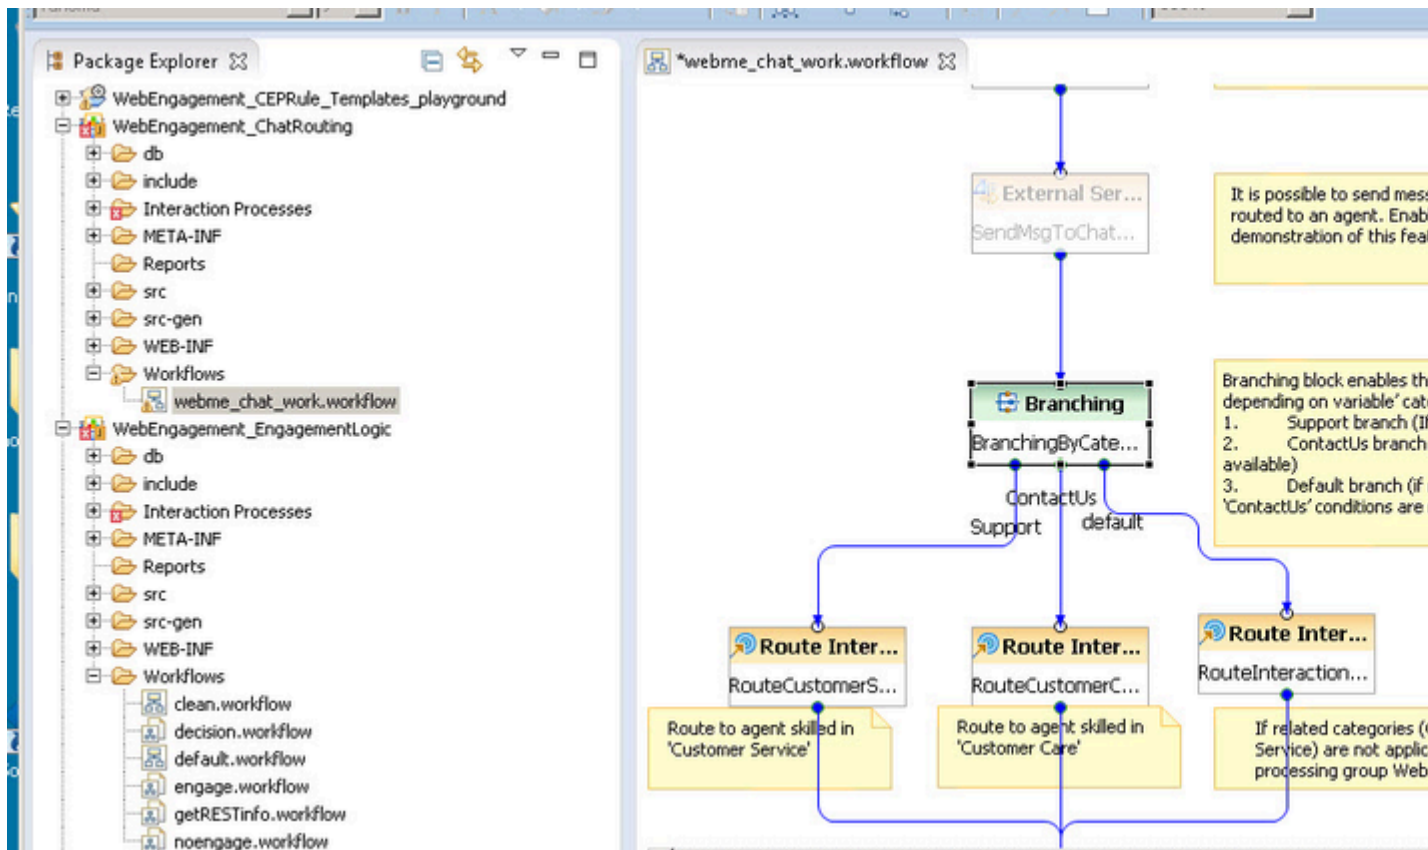 Package Explorer
WebEngagement_CEPRule_Templates_playground
WebEngagement_ChatRouting
db
include
Interaction Processes
META-INF
Reports
src
src-gen
WEB-INF
Workflows
webme_chat_work.workflow
WebEngagement_EngagementLogic
db
include
Interaction Processes
META-INF
Reports
src
src-gen
WEB-INF
Workflows
clean.workflow
decision.workflow
default.workflow
engage.workflow
getRESTinfo.workflow
noengage.workflow
*webme_chat_work.workflow
External Ser...
SendMsgToChat...
It is possible to send mess
routed to an agent. Enab
demonstration of this fea
Branching
BranchingByCate...
Branching block enables th
depending on variable' cat
1. Support branch (If
2. ContactUs branch
available)
3. Default branch (if
'ContactUs' conditions are
ContactUs
Support
default
Route Inter...
RouteCustomerS...
Route Inter...
RouteCustomerC...
Route Inter...
RouteInteraction...
Route to agent skilled in
'Customer Service'
Route to agent skilled in
'Customer Care'
If related categories (
Service) are not applic
processing group Web